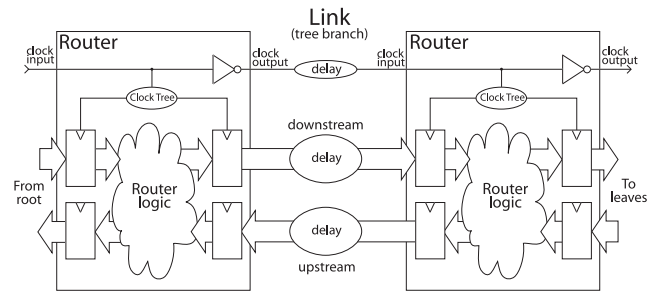 Link
(tree branch)
Router
Router
clock
input
clock
output
clock
input
clock
output
delay
Clock Tree
Clock Tree
downstream
delay
From
root
Router
logic
Router
logic
To
leaves
delay
upstream